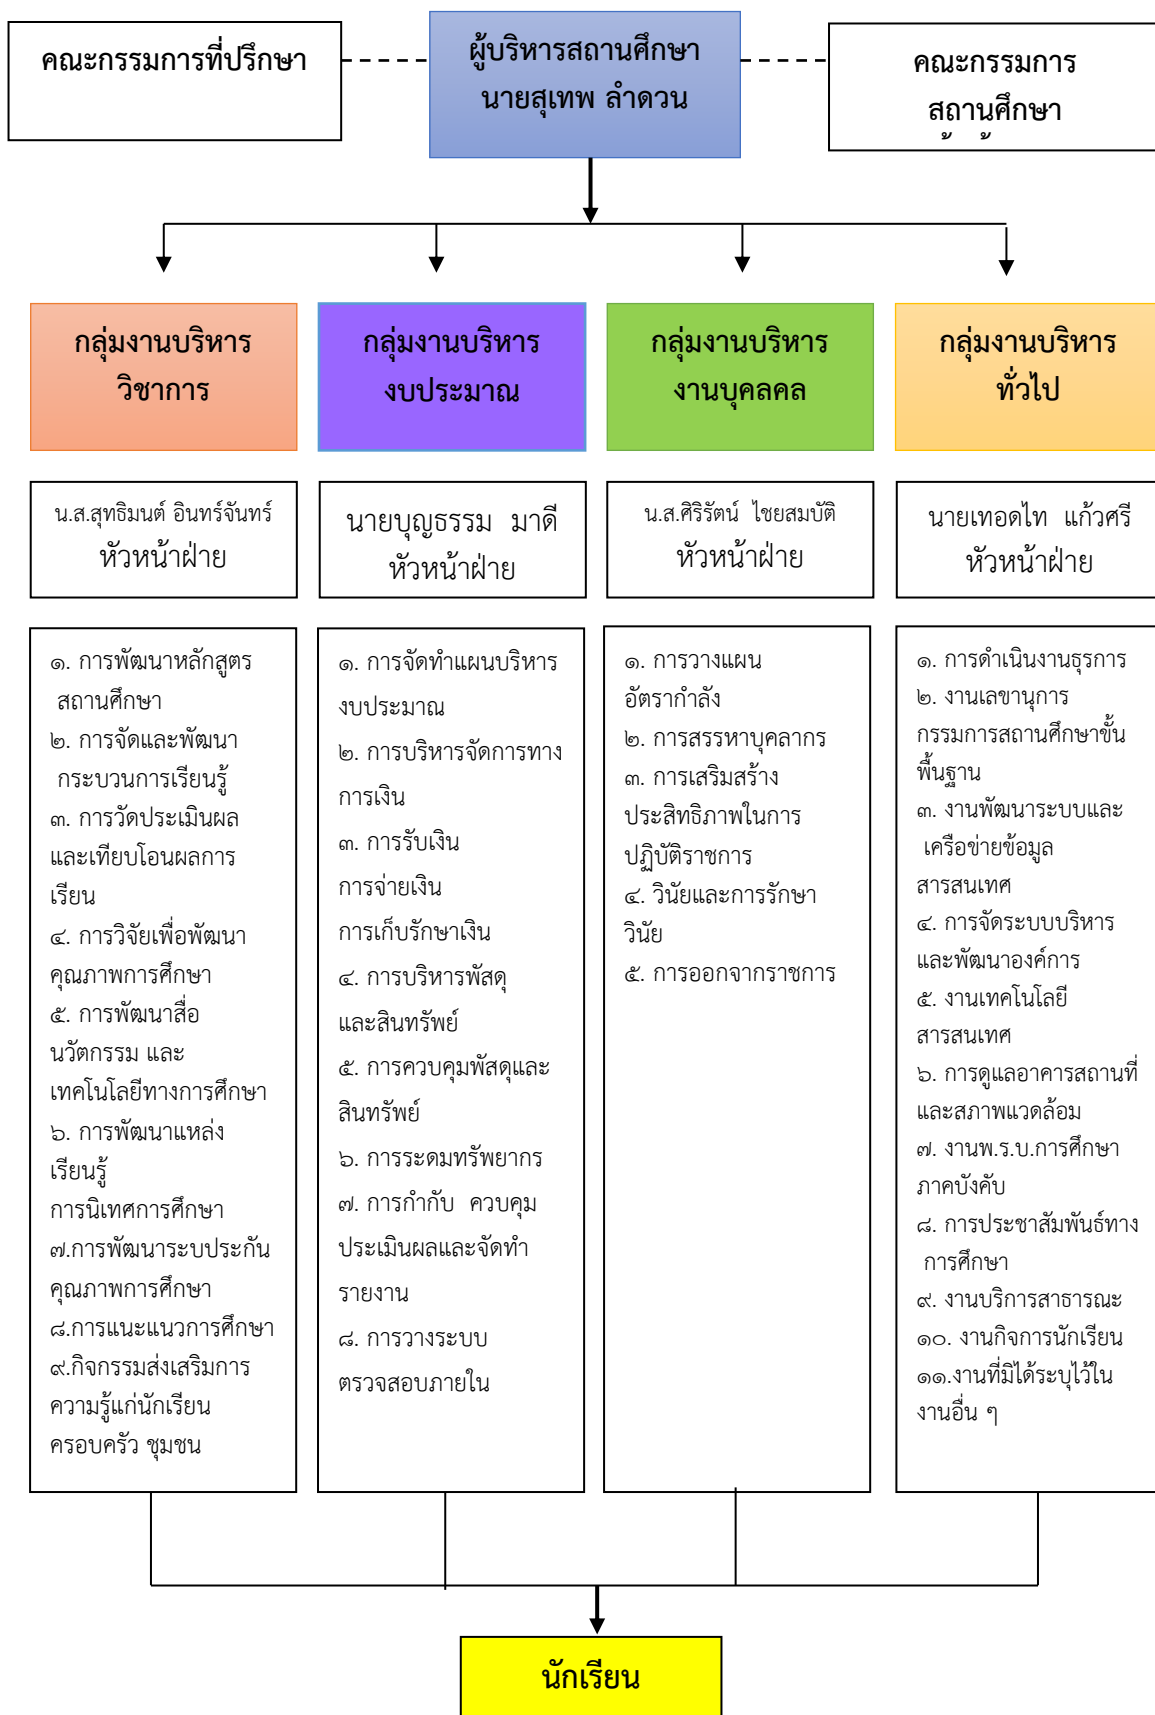 คณะกรรมการที่ปรึกษา
ผู้บริหารสถานศึกษา
นายสุเทพ ลำดวน
คณะกรรมการ
สถานศึกษา
กลุ่มงานบริหาร
วิชาการ
กลุ่มงานบริหาร
งบประมาณ
กลุ่มงานบริหาร
งานบุคลคล
กลุ่มงานบริหาร
ทั่วไป
น.ส.สุทธิมนต์ อินทร์จันทร์
หัวหน้าฝ่าย
นายบุญธรรม มาดี
หัวหน้าฝ่าย
น.ส.ศิริรัตน์ ไชยสมบัติ
หัวหน้าฝ่าย
นายเทอดไท แก้วศรี
หัวหน้าฝ่าย
๑. การพัฒนาหลักสูตร
สถานศึกษา
๒. การจัดและพัฒนา
กระบวนการเรียนรู้
๓. การวัดประเมินผล
และเทียบโอนผลการ
เรียน
๔. การวิจัยเพื่อพัฒนา
คุณภาพการศึกษา
๕. การพัฒนาสื่อ
นวัตกรรม และ
เทคโนโลยีทางการศึกษา
๖. การพัฒนาแหล่ง
เรียนรู้
การนิเทศการศึกษา
๗.การพัฒนาระบประกัน
คุณภาพการศึกษา
๘.การแนะแนวการศึกษา
๙.กิจกรรมส่งเสริมการ
ความรู้แก่นักเรียน
ครอบครัว ชุมชน
๑. การจัดทำแผนบริหาร
งบประมาณ
๒. การบริหารจัดการทาง
การเงิน
๓. การรับเงิน
การจ่ายเงิน
การเก็บรักษาเงิน
๔. การบริหารพัสดุ
และสินทรัพย์
๕. การควบคุมพัสดุและ
สินทรัพย์
๖. การระดมทรัพยากร
๗. การกำกับ ควบคุม
ประเมินผลและจัดทำ
รายงาน
๘. การวางระบบ
ตรวจสอบภายใน
๑. การวางแผน
อัตรากำลัง
๒. การสรรหาบุคลากร
๓. การเสริมสร้าง
ประสิทธิภาพในการ
ปฏิบัติราชการ
๔. วินัยและการรักษา
วินัย
๕. การออกจากราชการ
๑. การดำเนินงานธุรการ
๒. งานเลขานุการ
กรรมการสถานศึกษาขั้น
พื้นฐาน
๓. งานพัฒนาระบบและ
เครือข่ายข้อมูล
สารสนเทศ
๔. การจัดระบบบริหาร
และพัฒนาองค์การ
๕. งานเทคโนโลยี
สารสนเทศ
๖. การดูแลอาคารสถานที่
และสภาพแวดล้อม
๗. งานพ.ร.บ.การศึกษา
ภาคบังคับ
๘. การประชาสัมพันธ์ทาง
การศึกษา
๙. งานบริการสาธารณะ
๑๐. งานกิจการนักเรียน
๑๑.งานที่มิได้ระบุไว้ใน
งานอื่น ๆ
นักเรียน